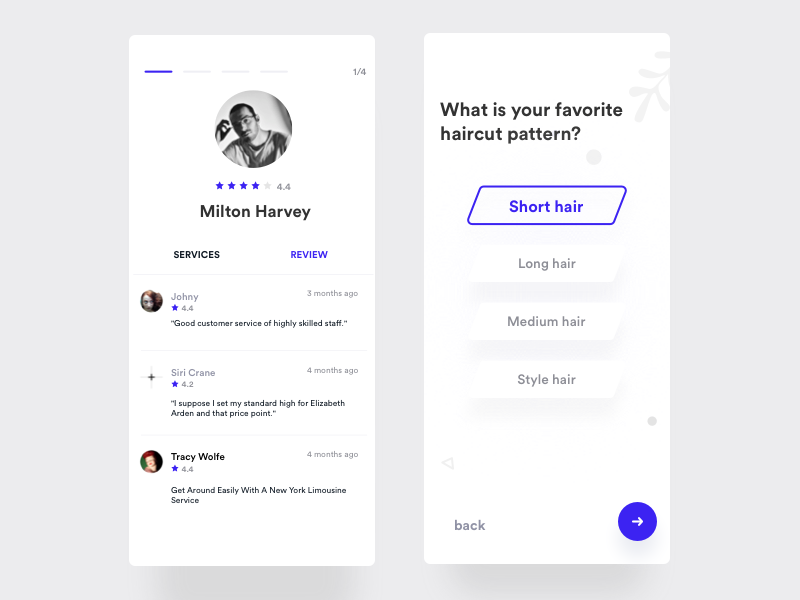 1/4
4.4
Milton Harvey
SERVICES REVIEW
Johny 3 months ago
4.4
"Good customer service of highly skilled staff."
Siri Crane 4 months ago
4.2
"I suppose I set my standard high for Elizabeth
Arden and that price point."
Tracy Wolfe 4 months ago
4.4
Get Around Easily With A New York Limousine
Service
What is your favorite
haircut pattern?
Short hair
Long hair
Medium hair
Style hair
back